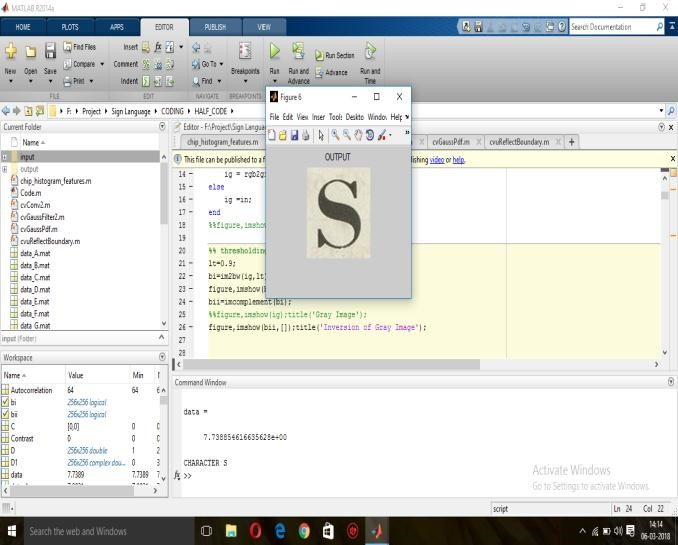 MATLAB R2014a
HOME PLOTS APPS EDITOR PUBLISH VIEW
Search Documentation
New Open Save Find Files Compare Print
Insert fx Comment Indent
Go To Find
Breakpoints Run Run and Advance Run Section Advance Run and Time
FILE EDIT NAVIGATE BREAKPOINTS
F: Project Sign Language CODING HALF_CODE
Current Folder
Name
input
output
chip_histogram_features.m
Code.m
cvConv2.m
cvGaussFilter2.m
cvGaussPdf.m
cvuReflectBoundary.m
data_A.mat
data_B.mat
data_C.mat
data_D.mat
data_E.mat
data_F.mat
data_G.mat
input (Folder)
Workspace
Name Value Min
Autocorrelation 64 64
bi 256x256 logical
bii 256x256 logical
C [0,0] 0
Contrast 0 0
D 256x256 double 1
D1 256x256 complex dou... 0
data 7.7389 7.7389
Editor - F:\Project\Sign Langua
chip_histogram_features.m cvGaussPdf.m cvuReflectBoundary.m
This file can be published to a f lishing video or help.
14 ig = rgb2g
15 else
16 ig =in;
17 end
18 %%figure,imshow
19
20 %% thresholding
21 lt=0.9;
22 bi=im2bw(ig,lt
23 figure,imshow(
24 bii=imcomplement(bi);
25 %%figure,imshow(ig);title('Gray Image');
26 figure,imshow(bii,[]);title('Inversion of Gray Image');
27
28
Figure 6
File Edit View Inser Tool: Deskto Windov Help
OUTPUT
S
Command Window
data =
7.738854616635628e+00
CHARACTER S
fx >>
Activate Windows
Go to Settings to activate Windows.
script Ln 24 Col 22
Search the web and Windows
14:14
06-03-2018